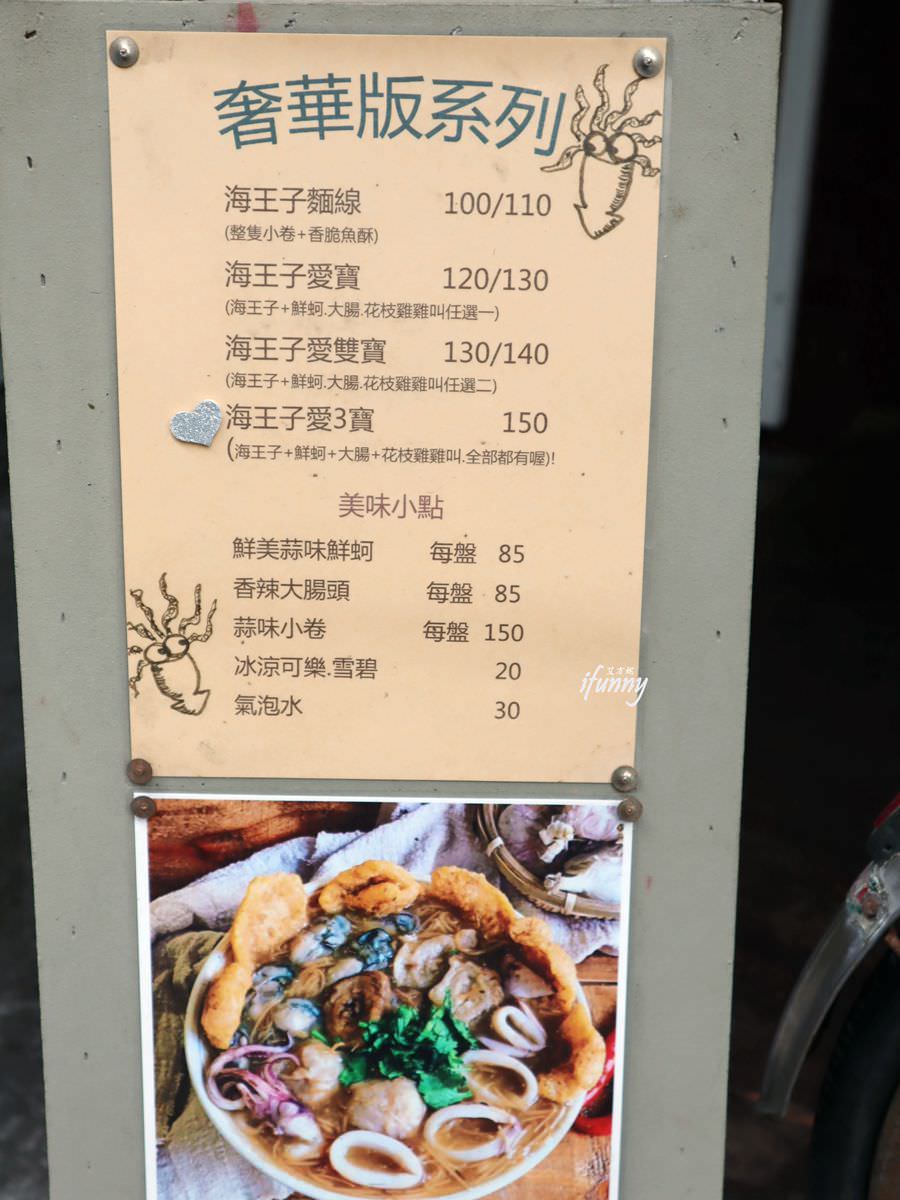 奢華版系列
海王子麵線 100/110
(整隻小卷+香脆魚酥)
海王子愛寶 120/130
(海王子+鮮蚵.大腸.花枝雞雞叫任選一)
海王子愛雙寶 130/140
(海王子+鮮蚵.大腸.花枝雞雞叫任選二)
海王子愛3寶 150
(海王子+鮮蚵+大腸+花枝雞雞叫.全部都有喔)!
美味小點
鮮美蒜味鮮蚵 每盤 85
香辣大腸頭 每盤 85
蒜味小卷 每盤 150
冰涼可樂.雪碧 20
氣泡水 30
艾方妮
ifunny